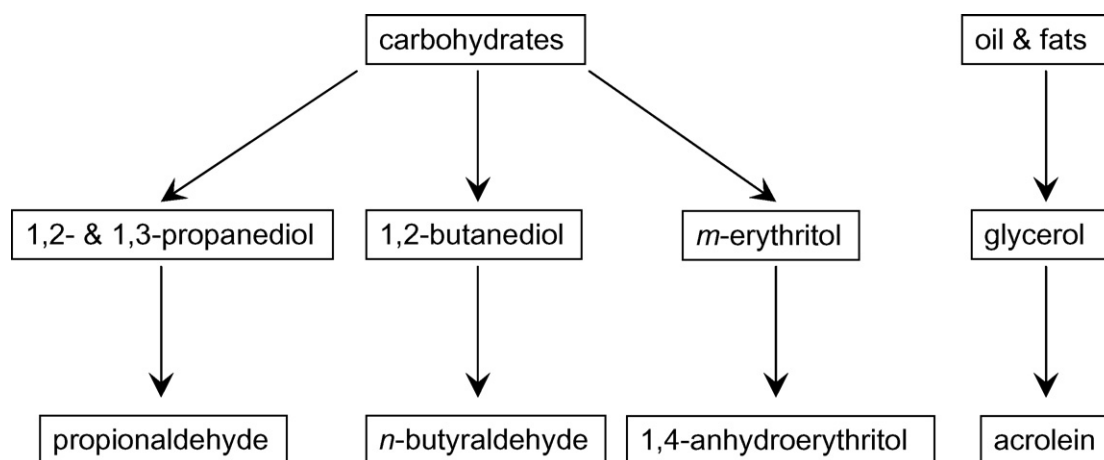 carbohydrates
oil & fats
1,2- & 1,3-propanediol
1,2-butanediol
m-erythritol
glycerol
propionaldehyde
n-butyraldehyde
1,4-anhydroerythritol
acrolein